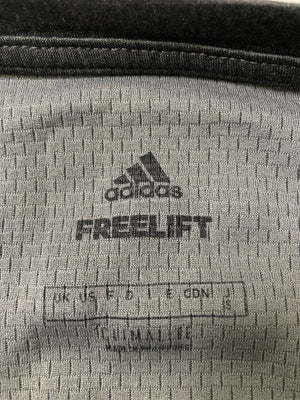 adidas
FREELIFT
UK US F D I E CDN J
S
CLIMALITE